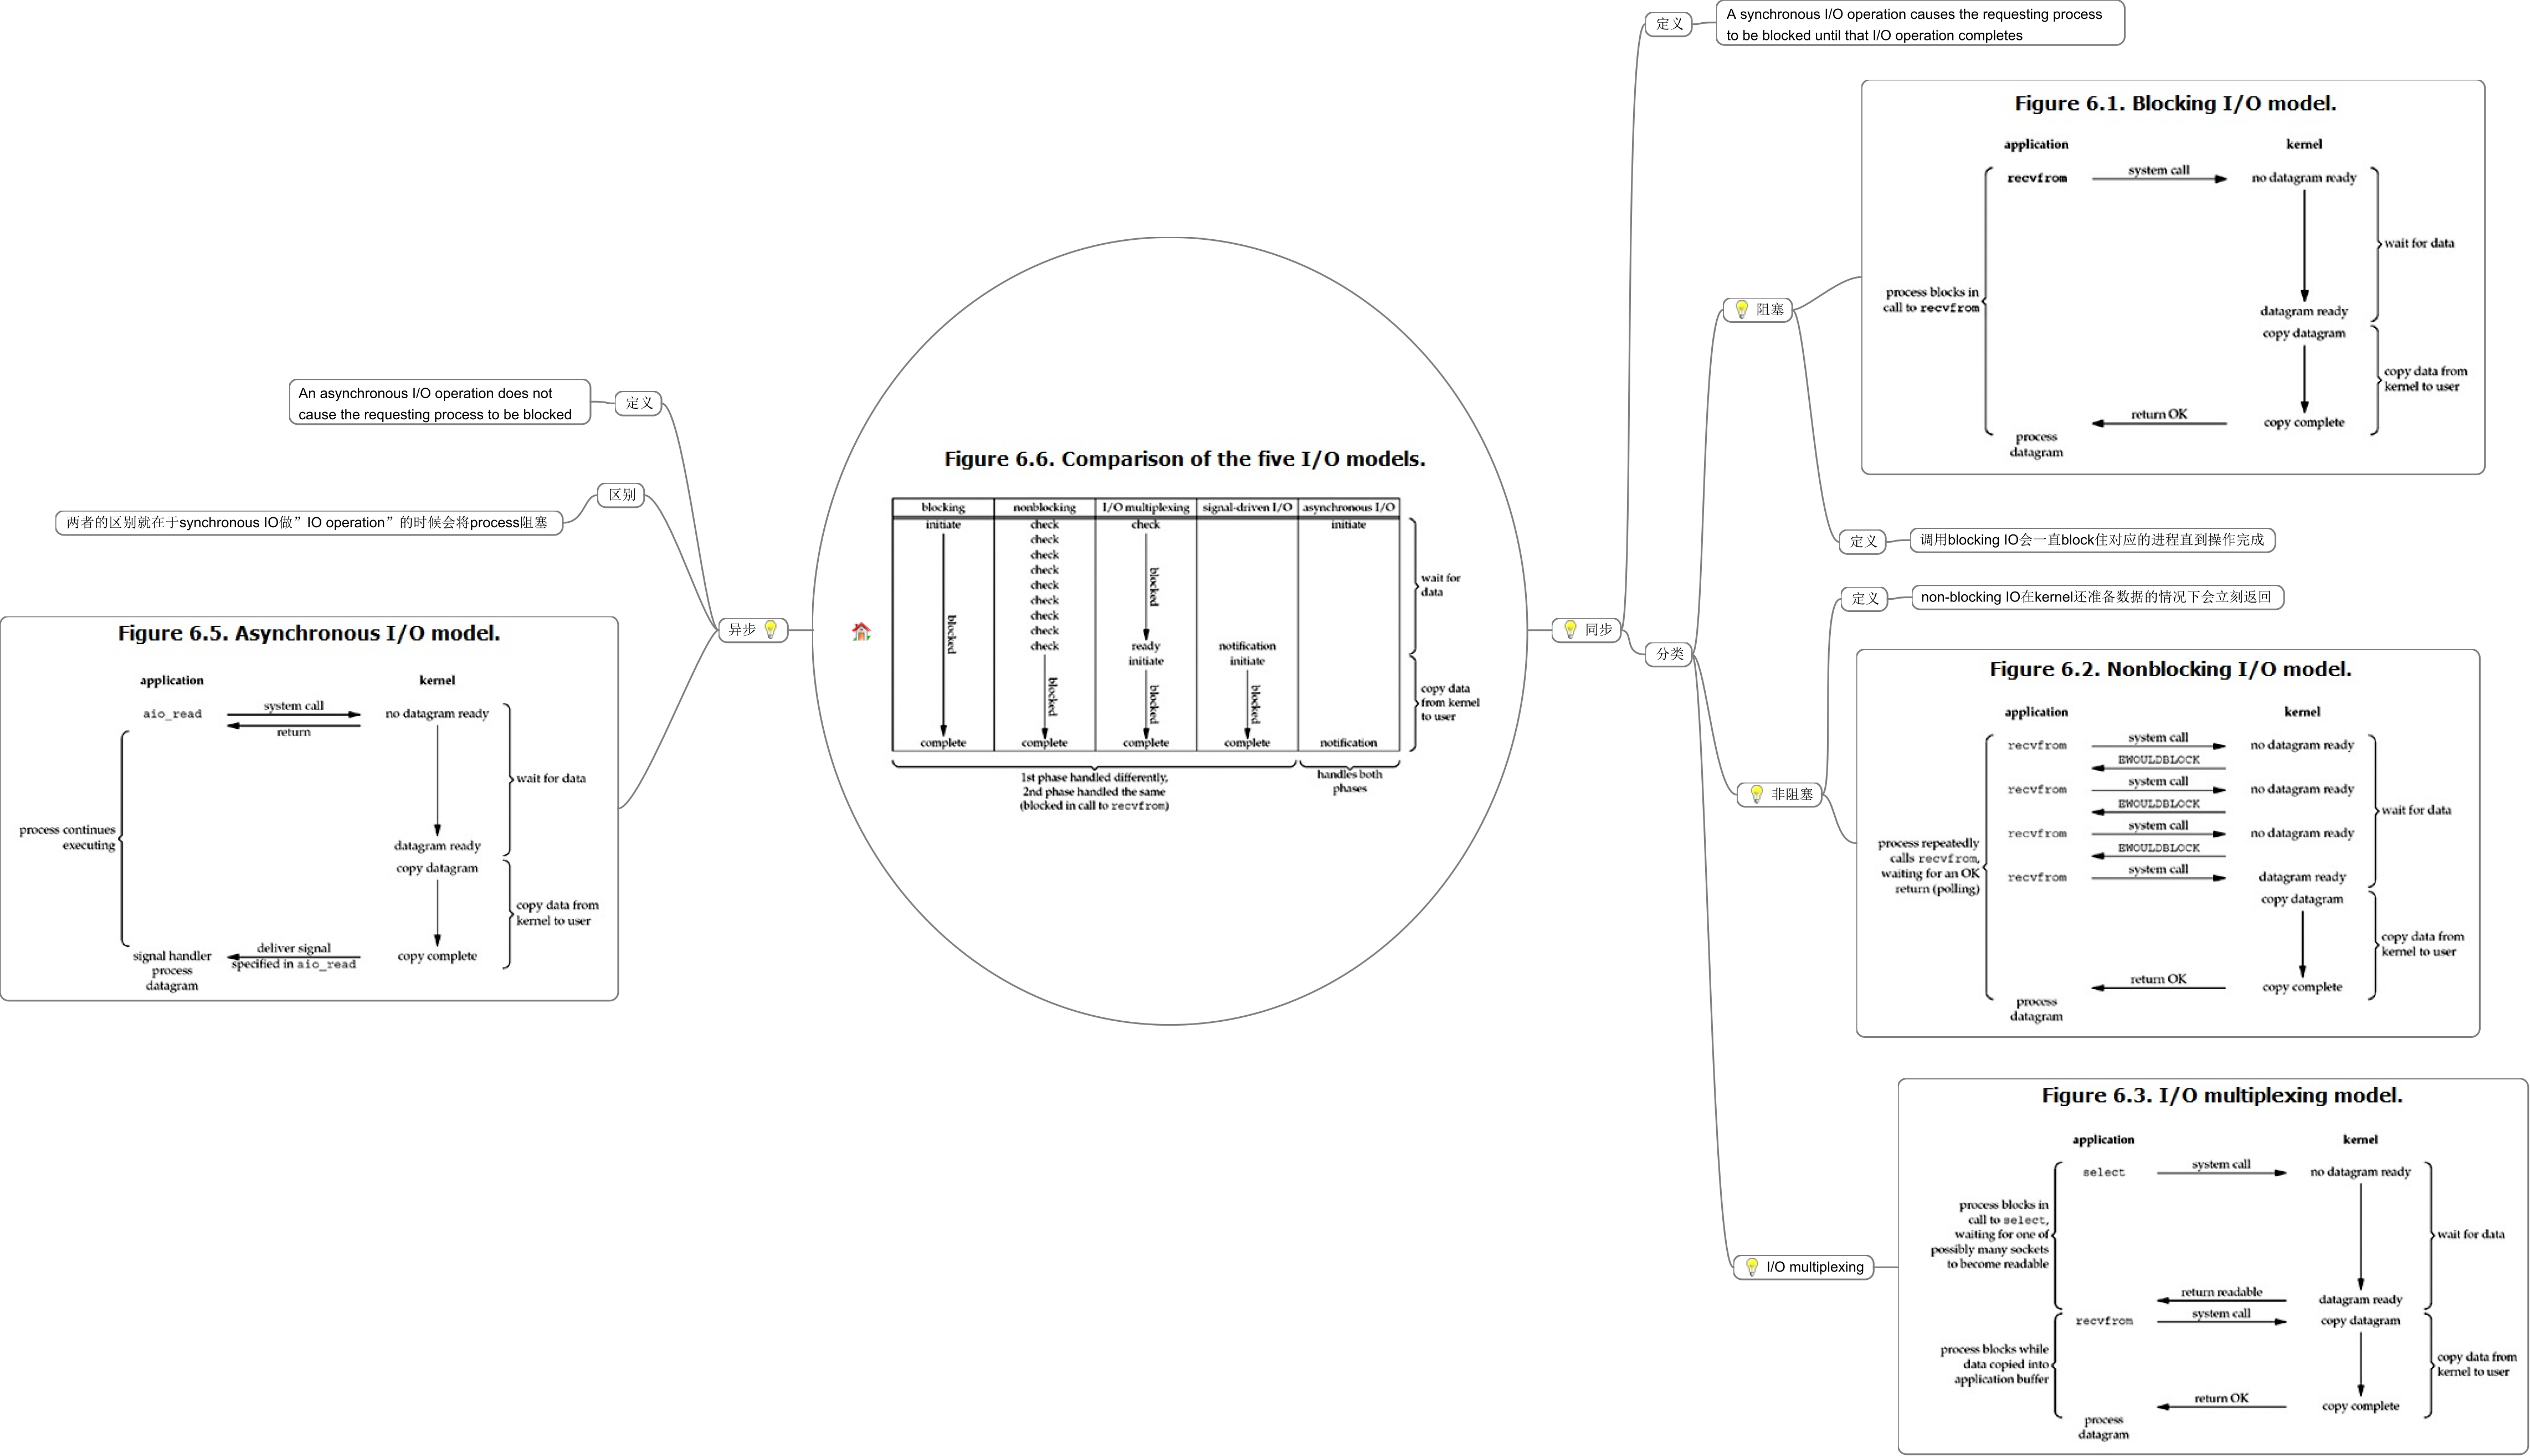 定义
A synchronous I/O operation causes the requesting process
to be blocked until that I/O operation completes
Figure 6.1. Blocking I/O model.
application
kernel
recvfrom
system call
no datagram ready
wait for data
process blocks in
call to recvfrom
datagram ready
copy datagram
copy data from
kernel to user
return OK
copy complete
process
datagram
阻塞
定义
调用blocking IO会一直block住对应的进程直到操作完成
定义
non-blocking IO在kernel还准备数据的情况下会立刻返回
同步
分类
非阻塞
Figure 6.2. Nonblocking I/O model.
application
kernel
recvfrom
system call
no datagram ready
EWOULDBLOCK
recvfrom
system call
no datagram ready
EWOULDBLOCK
recvfrom
system call
no datagram ready
EWOULDBLOCK
recvfrom
system call
datagram ready
wait for data
process repeatedly
calls recvfrom,
waiting for an OK
return (polling)
copy datagram
copy data from
kernel to user
return OK
copy complete
process
datagram
I/O multiplexing
Figure 6.3. I/O multiplexing model.
application
kernel
select
system call
no datagram ready
process blocks in
call to select,
waiting for one of
possibly many sockets
to become readable
wait for data
return readable
datagram ready
recvfrom
system call
copy datagram
process blocks while
data copied into
application buffer
copy data from
kernel to user
return OK
copy complete
process
datagram
Figure 6.6. Comparison of the five I/O models.
blocking
nonblocking
I/O multiplexing
signal-driven I/O
asynchronous I/O
initiate
check
check
initiate
check
check
check
check
check
check
check
check
blocked
blocked
ready
notification
initiate
initiate
blocked
blocked
blocked
complete
complete
complete
complete
notification
wait for
data
copy data
from kernel
to user
1st phase handled differently,
2nd phase handled the same
(blocked in call to recvfrom)
handles both
phases
异步
定义
An asynchronous I/O operation does not
cause the requesting process to be blocked
区别
两者的区别就在于synchronous IO做”IO operation”的时候会将process阻塞
Figure 6.5. Asynchronous I/O model.
application
kernel
aio_read
system call
return
no datagram ready
wait for data
process continues
executing
datagram ready
copy datagram
copy data from
kernel to user
signal handler
process
datagram
deliver signal
specified in aio_read
copy complete